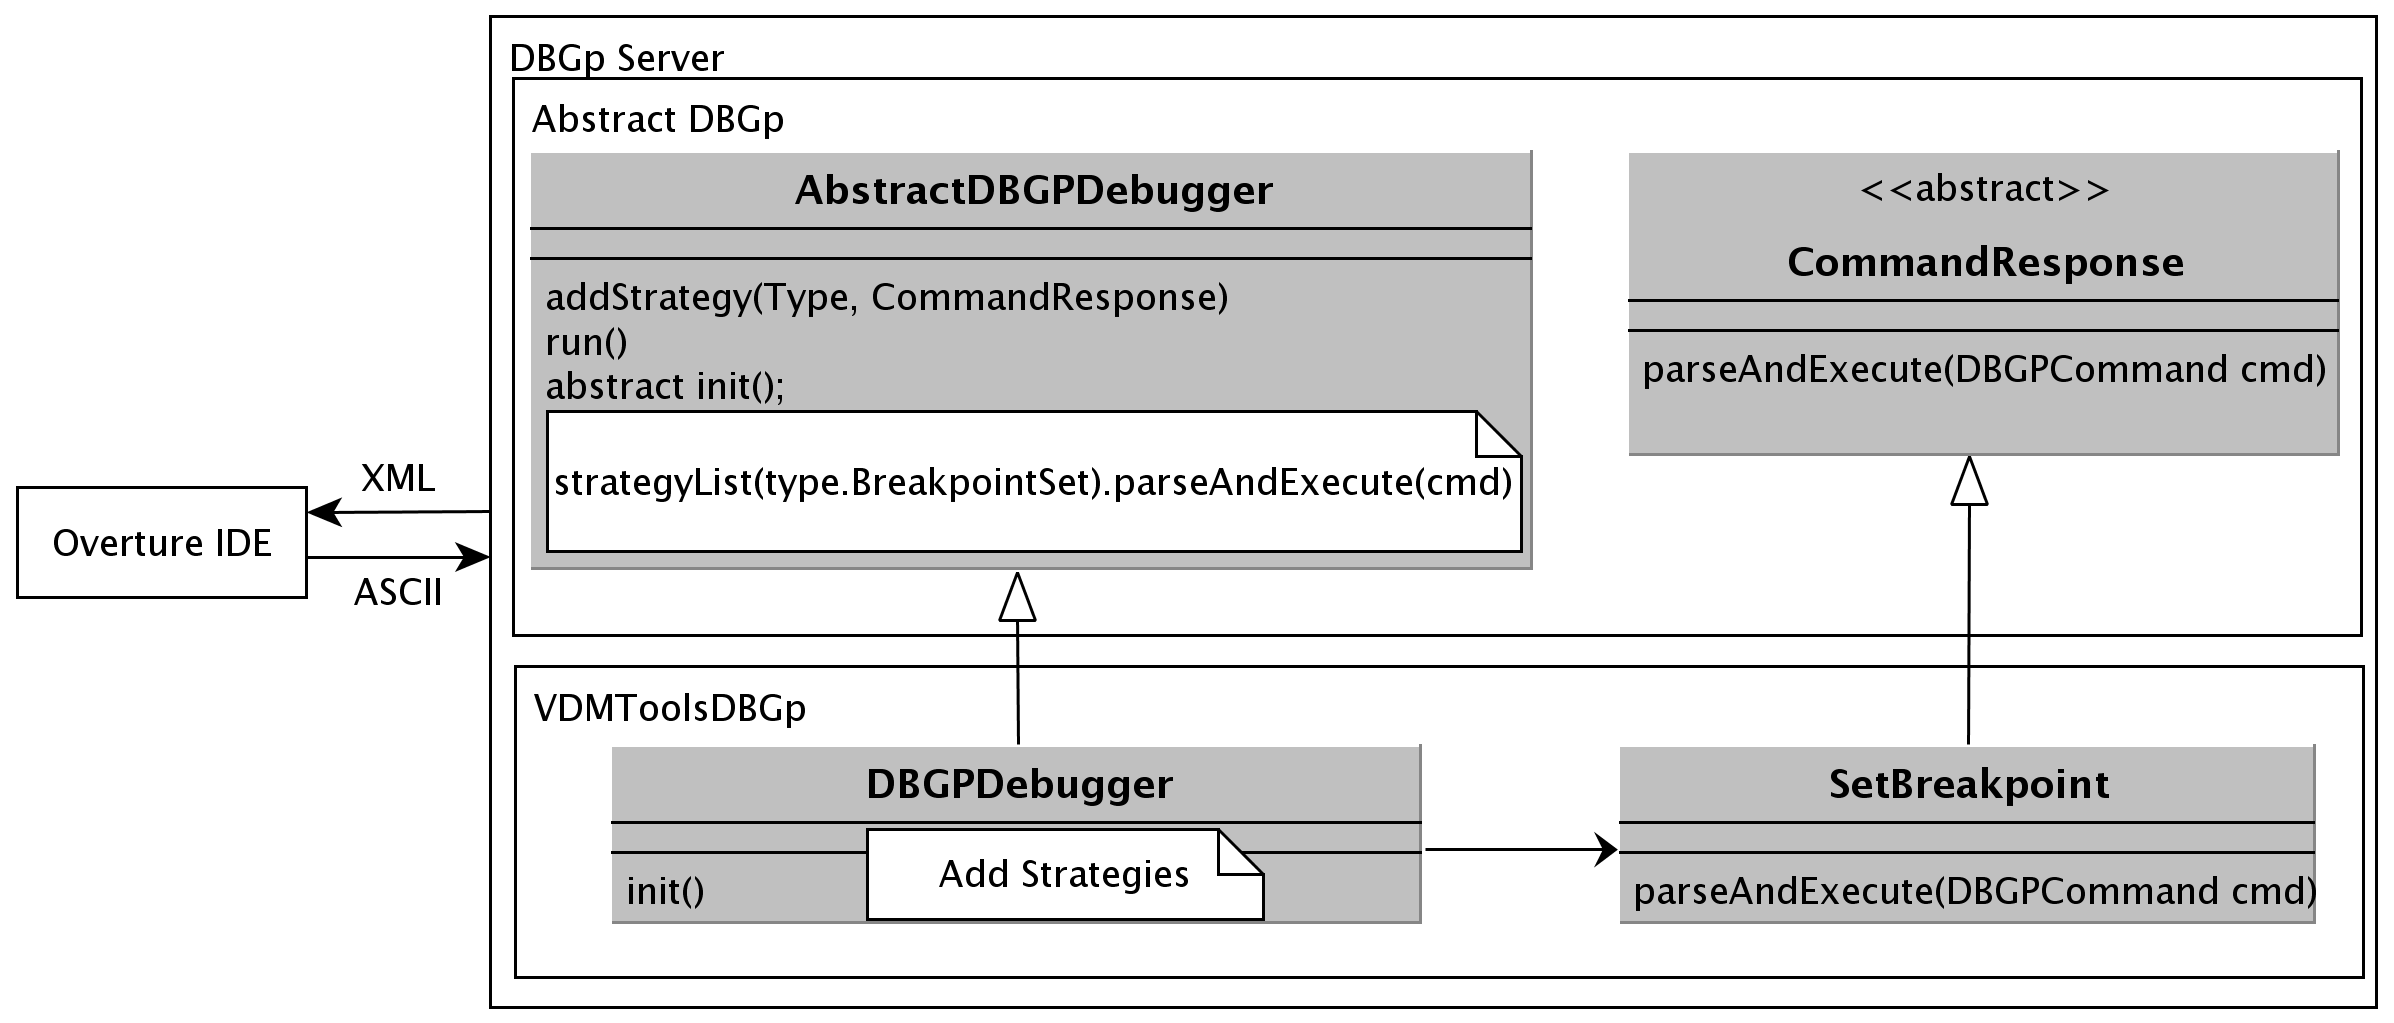 DBGp Server
Abstract DBGp
AbstractDBGPDebugger
addStrategy(Type, CommandResponse)
run()
abstract init();
strategyList(type.BreakpointSet).parseAndExecute(cmd)
<<abstract>>
CommandResponse
parseAndExecute(DBGPCommand cmd)
XML
Overture IDE
ASCII
VDMToolsDBGp
DBGPDebugger
init()
Add Strategies
SetBreakpoint
parseAndExecute(DBGPCommand cmd)